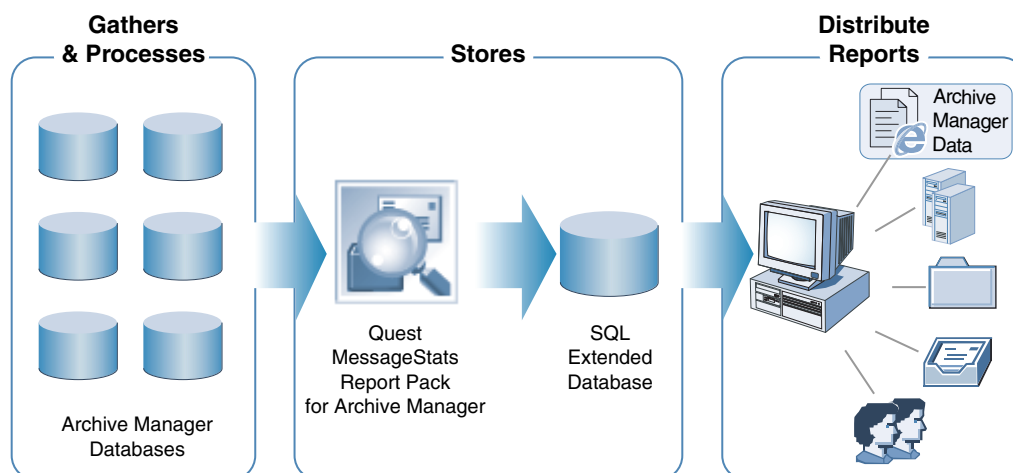 Gathers
& Processes
Stores
Distribute
Reports
Archive Manager
Databases
Quest
MessageStats
Report Pack
for Archive Manager
SQL
Extended
Database
Archive
Manager
Data